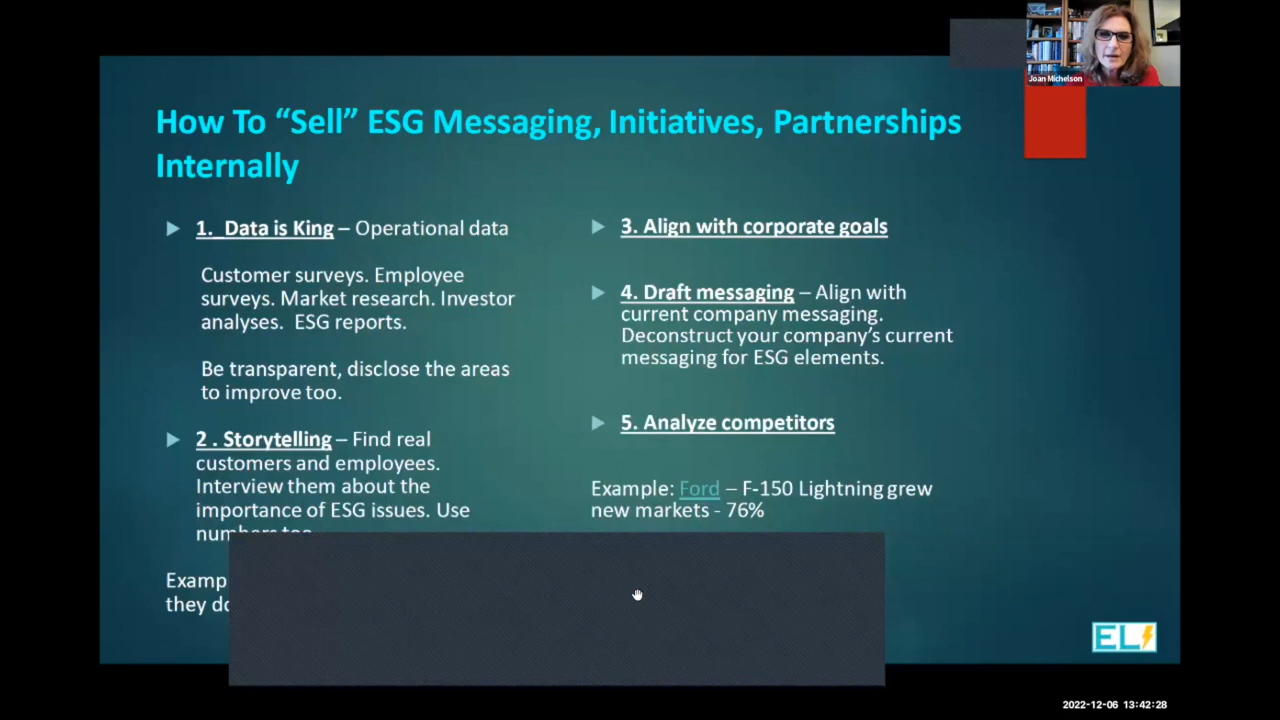 Joan Michelson
How To “Sell” ESG Messaging, Initiatives, Partnerships
Internally
1. Data is King – Operational data
Customer surveys. Employee
surveys. Market research. Investor
analyses. ESG reports.
Be transparent, disclose the areas
to improve too.
2 . Storytelling – Find real
customers and employees.
Interview them about the
importance of ESG issues. Use
numbers too
they
3. Align with corporate goals
4. Draft messaging – Align with
current company messaging.
Deconstruct your company’s current
messaging for ESG elements.
5. Analyze competitors
Example: Ford – F-150 Lightning grew
new markets - 76%
EL
2022-12-06 13:42:28